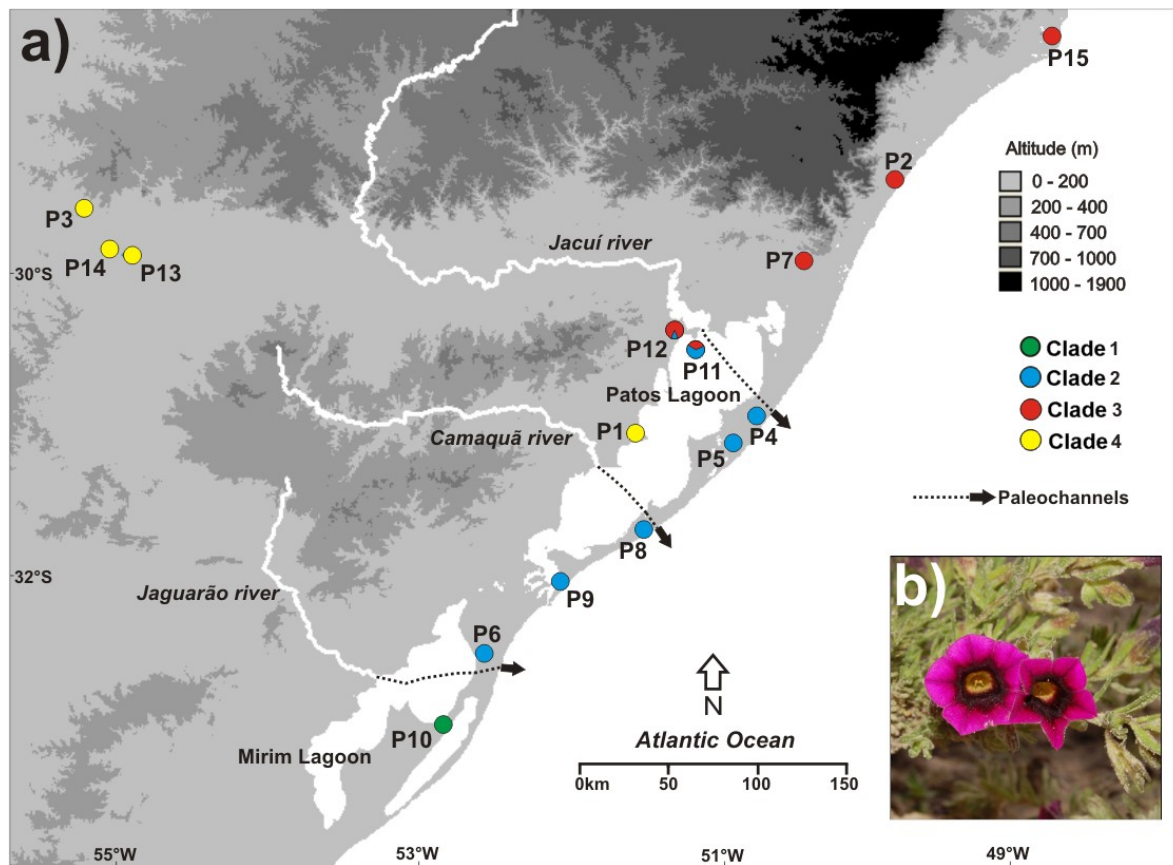 a)
P15
Altitude (m)
0 - 200
200 - 400
400 - 700
700 - 1000
1000 - 1900
P2
P3
P14
P13
Jacuí river
P7
30°S
P12
P11
Patos Lagoon
Clade 1
Clade 2
Clade 3
Clade 4
P1
P4
Camaquã river
P5
Paleochannels
P8
32°S
Jaguarão river
P9
b)
P6
N
P10
Atlantic Ocean
Mirim Lagoon
0km 50 100 150
55°W 53°W 51°W 49°W